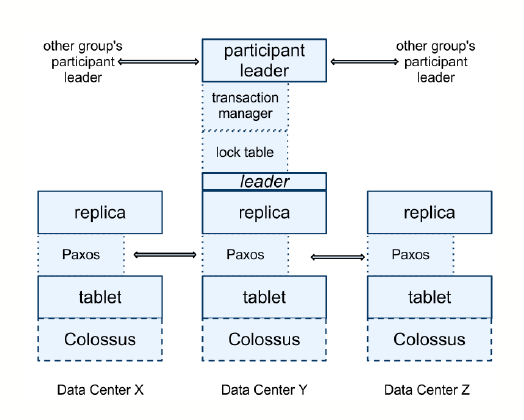 other group's
participant
leader
participant
leader
other group's
participant
leader
transaction
manager
lock table
leader
replica
replica
replica
Paxos
Paxos
Paxos
tablet
tablet
tablet
Colossus
Colossus
Colossus
Data Center X
Data Center Y
Data Center Z